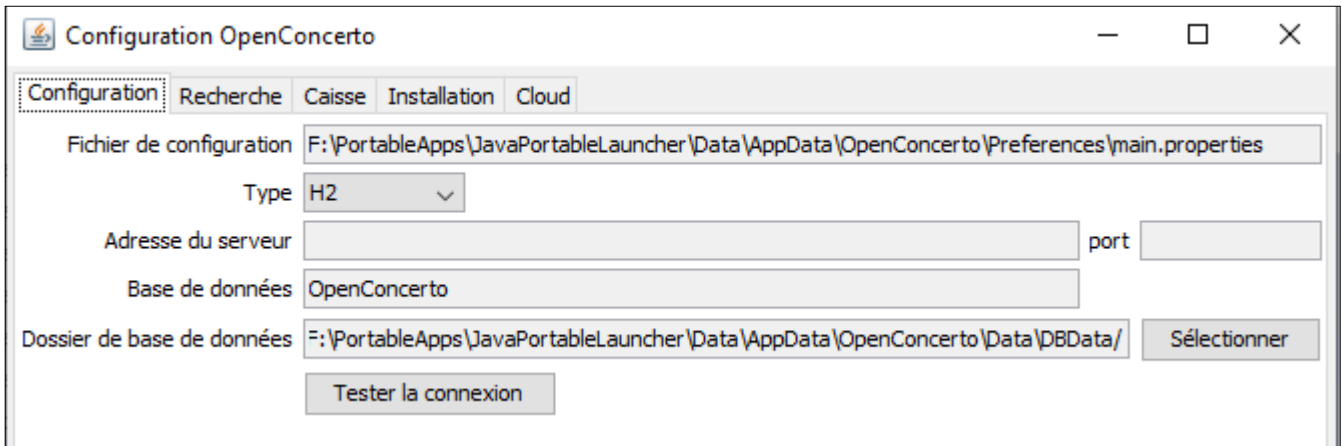 Configuration OpenConcerto
Configuration Recherche Caisse Installation Cloud
Fichier de configuration F:\PortableApps\JavaPortableLauncher\Data\AppData\OpenConcerto\Preferences\main.properties
Type H2
Adresse du serveur port
Base de données OpenConcerto
Dossier de base de données F:\PortableApps\JavaPortableLauncher\Data\AppData\OpenConcerto\Data\DBData/ Sélectionner
Tester la connexion